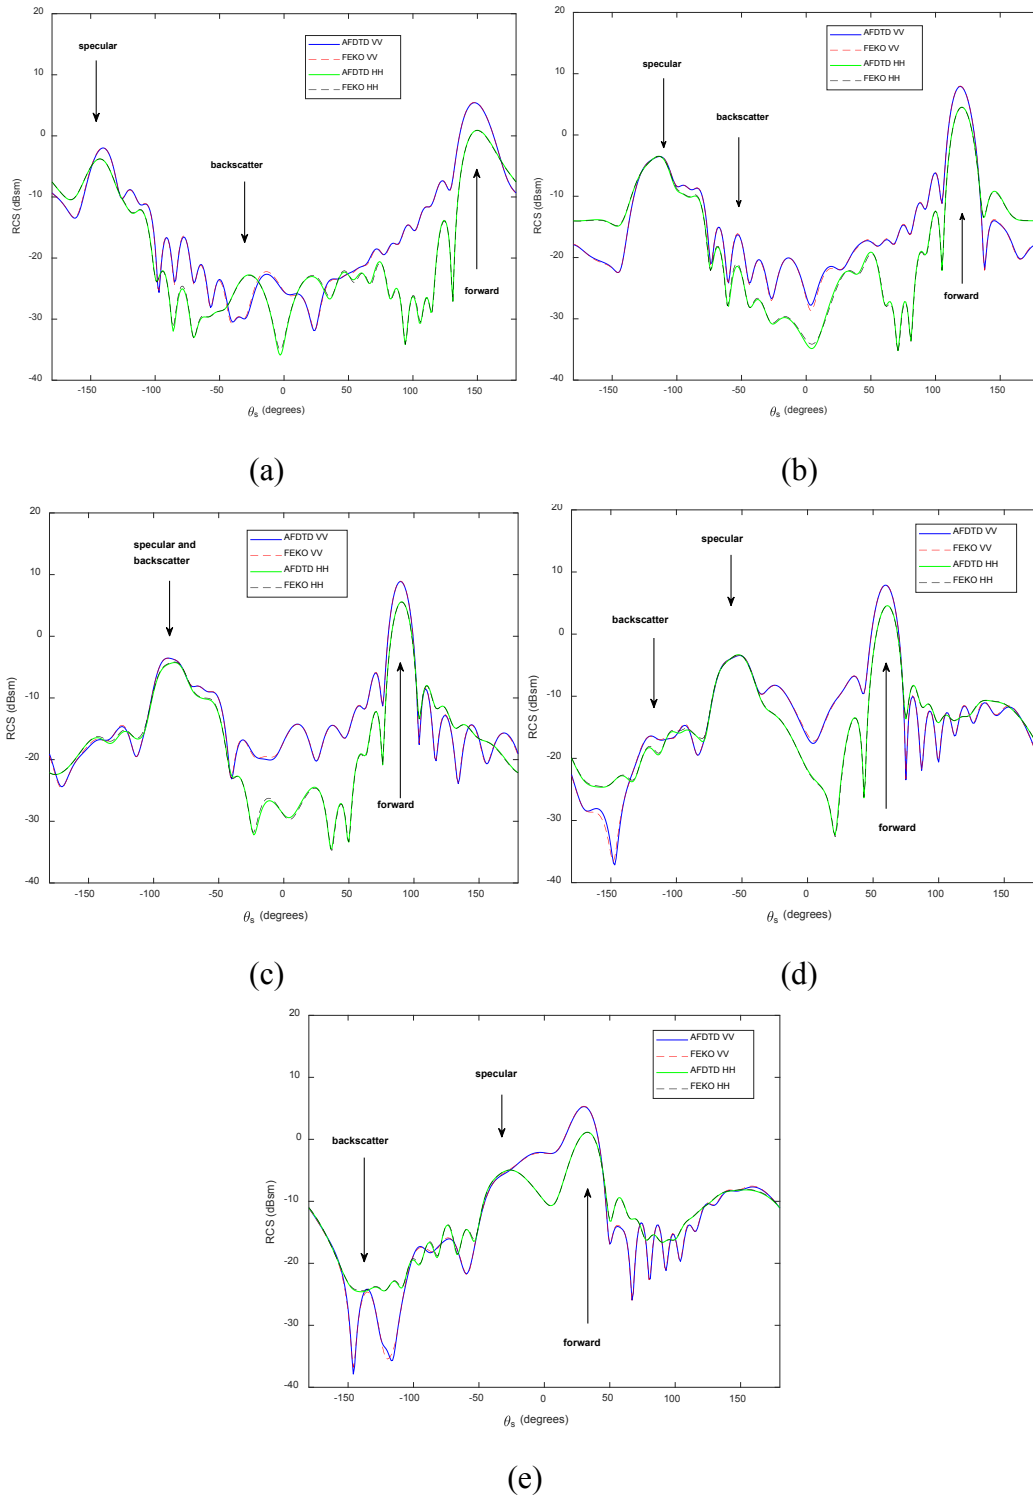 20
10
0
-10
-20
-30
-40
RCS (dBsm)
-150 -100 -50 0 50 100 150
θs (degrees)
specular
backscatter
forward
AFDTD VV
FEKO VV
AFDTD HH
FEKO HH
(a)
20
10
0
-10
-20
-30
-40
RCS (dBsm)
-150 -100 -50 0 50 100 150
θs (degrees)
specular
backscatter
forward
AFDTD VV
FEKO VV
AFDTD HH
FEKO HH
(b)
20
10
0
-10
-20
-30
-40
RCS (dBsm)
-150 -100 -50 0 50 100 150
θs (degrees)
specular and
backscatter
forward
AFDTD VV
FEKO VV
AFDTD HH
FEKO HH
(c)
20
10
0
-10
-20
-30
-40
RCS (dBsm)
-150 -100 -50 0 50 100 150
θs (degrees)
specular
backscatter
forward
AFDTD VV
FEKO VV
AFDTD HH
FEKO HH
(d)
20
10
0
-10
-20
-30
-40
RCS (dBsm)
-150 -100 -50 0 50 100 150
θs (degrees)
specular
backscatter
forward
AFDTD VV
FEKO VV
AFDTD HH
FEKO HH
(e)